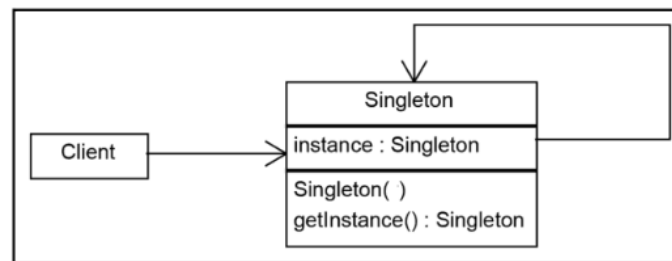 Singleton
Client
instance : Singleton
Singleton( )
getInstance() : Singleton